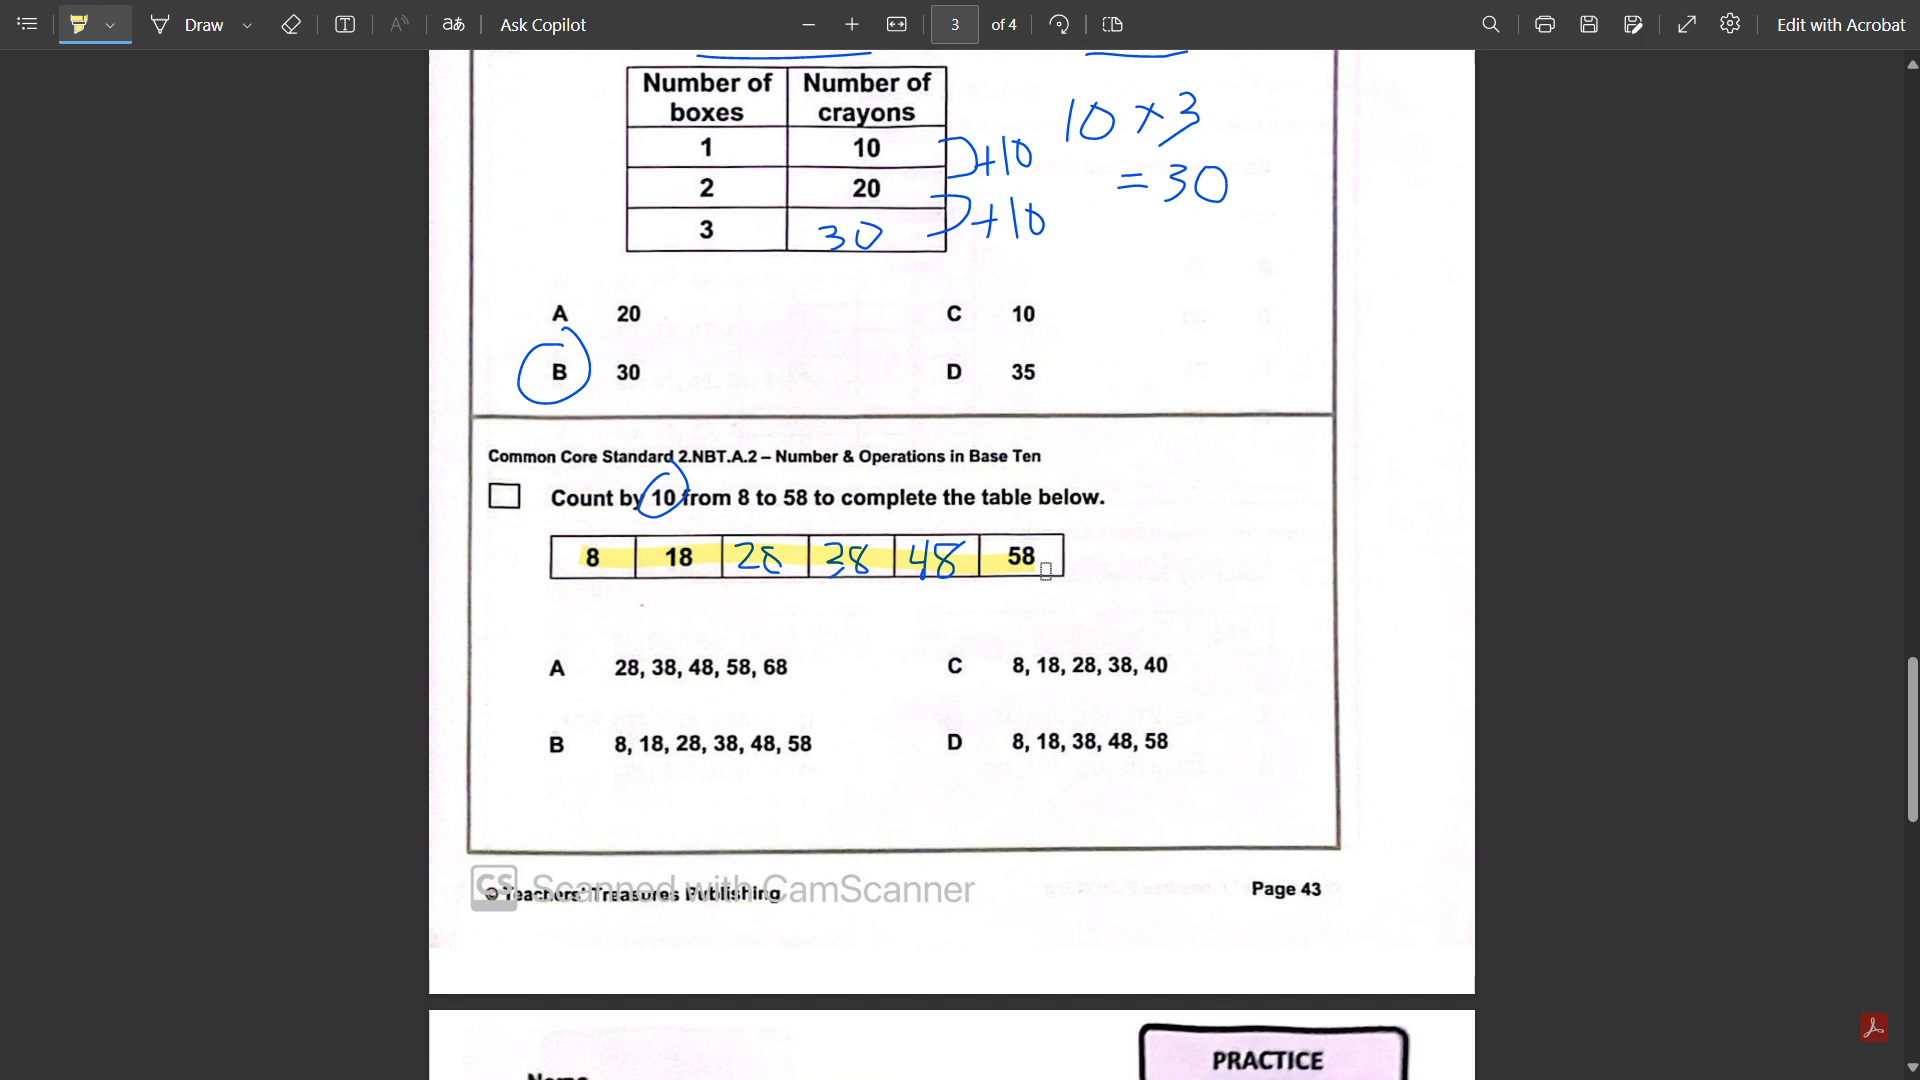 Draw
Ask Copilot
3 of 4
Edit with Acrobat
Number of boxes Number of crayons
1 10
2 20
3 30
+10
+10
10 × 3
= 30
A 20 C 10
B 30 D 35
Common Core Standard 2.NBT.A.2 – Number & Operations in Base Ten
Count by 10 from 8 to 58 to complete the table below.
8 18 28 38 48 58
A 28, 38, 48, 58, 68 C 8, 18, 28, 38, 40
B 8, 18, 28, 38, 48, 58 D 8, 18, 38, 48, 58
CS Scanned with CamScanner
© Teachers' Treasures Publishing Page 43
PRACTICE
Name